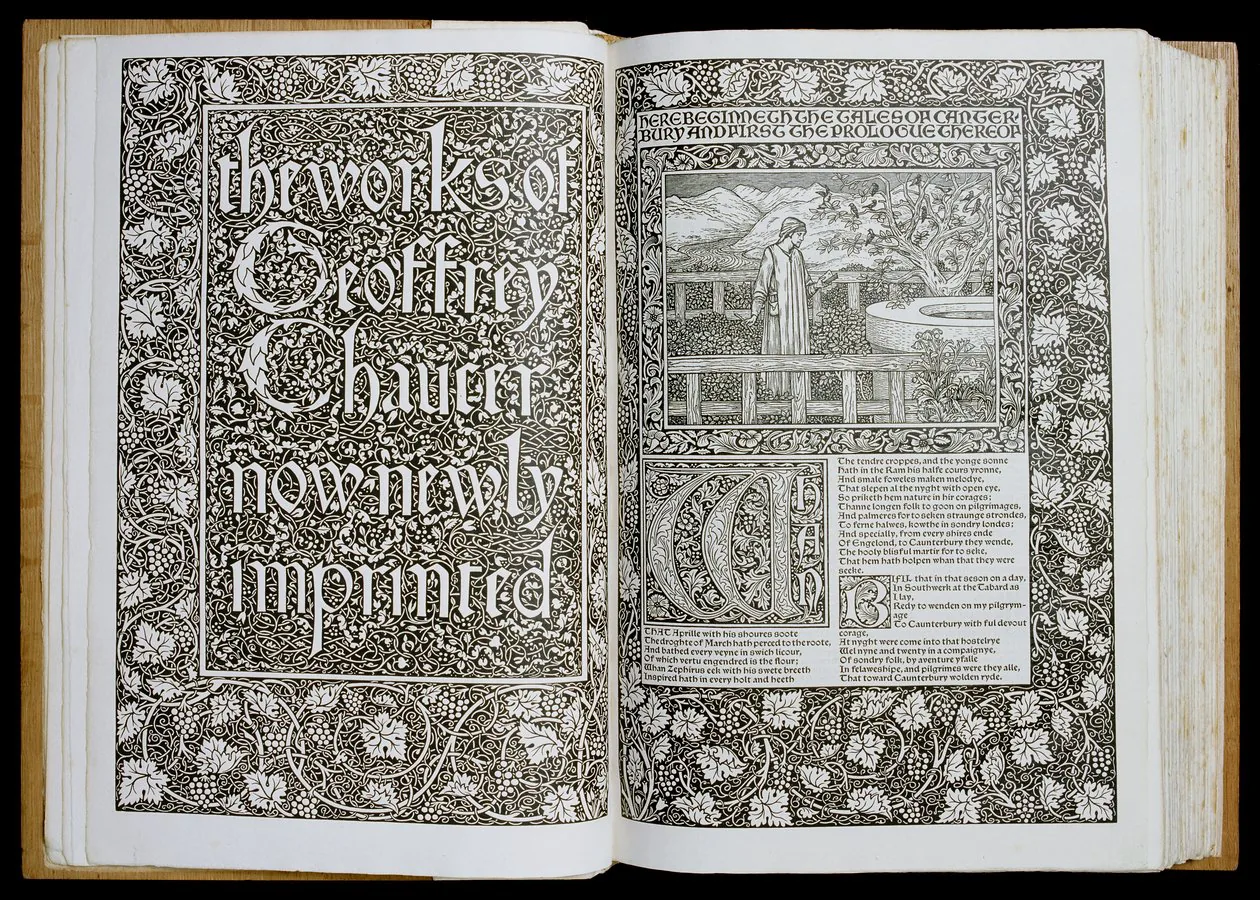 the works of
Geoffrey
Chaucer
now newly
imprinted
HERE BEGINNETH THE TALES OF CANTER-
BURY AND FIRST THE PROLOGUE THEREOF
WHAN
THAT Aprille with his shoures soote
The droghte of March hath perced to the roote,
And bathed every veyne in swich licour,
Of which vertu engendred is the flour;
Whan Zephirus eek with his swete breeth
Inspired hath in every holt and heeth
The tendre croppes, and the yonge sonne
Hath in the Ram his halfe cours yronne,
And smale foweles maken melodye,
That slepen al the nyght with open eye,
So priketh hem nature in hir corages;
Thanne longen folk to goon on pilgrimages,
And palmeres for to seken straunge strondes,
To ferne halwes, kowthe in sondry londes;
And specially, from every shires ende
Of Engelond, to Caunterbury they wende,
The hooly blisful martir for to seke,
That hem hath holpen whan that they were
seeke.
BIFIL that in that seson on a day,
In Southwerk at the Tabard as
I lay,
Redy to wenden on my pilgrym-
age
To Caunterbury with ful devout
corage,
At nyght were come into that hostelrye
Wel nyne and twenty in a compaignye,
Of sondry folk, by aventure yfalle
In felaweshipe, and pilgrimes were they alle,
That toward Caunterbury wolden ryde.